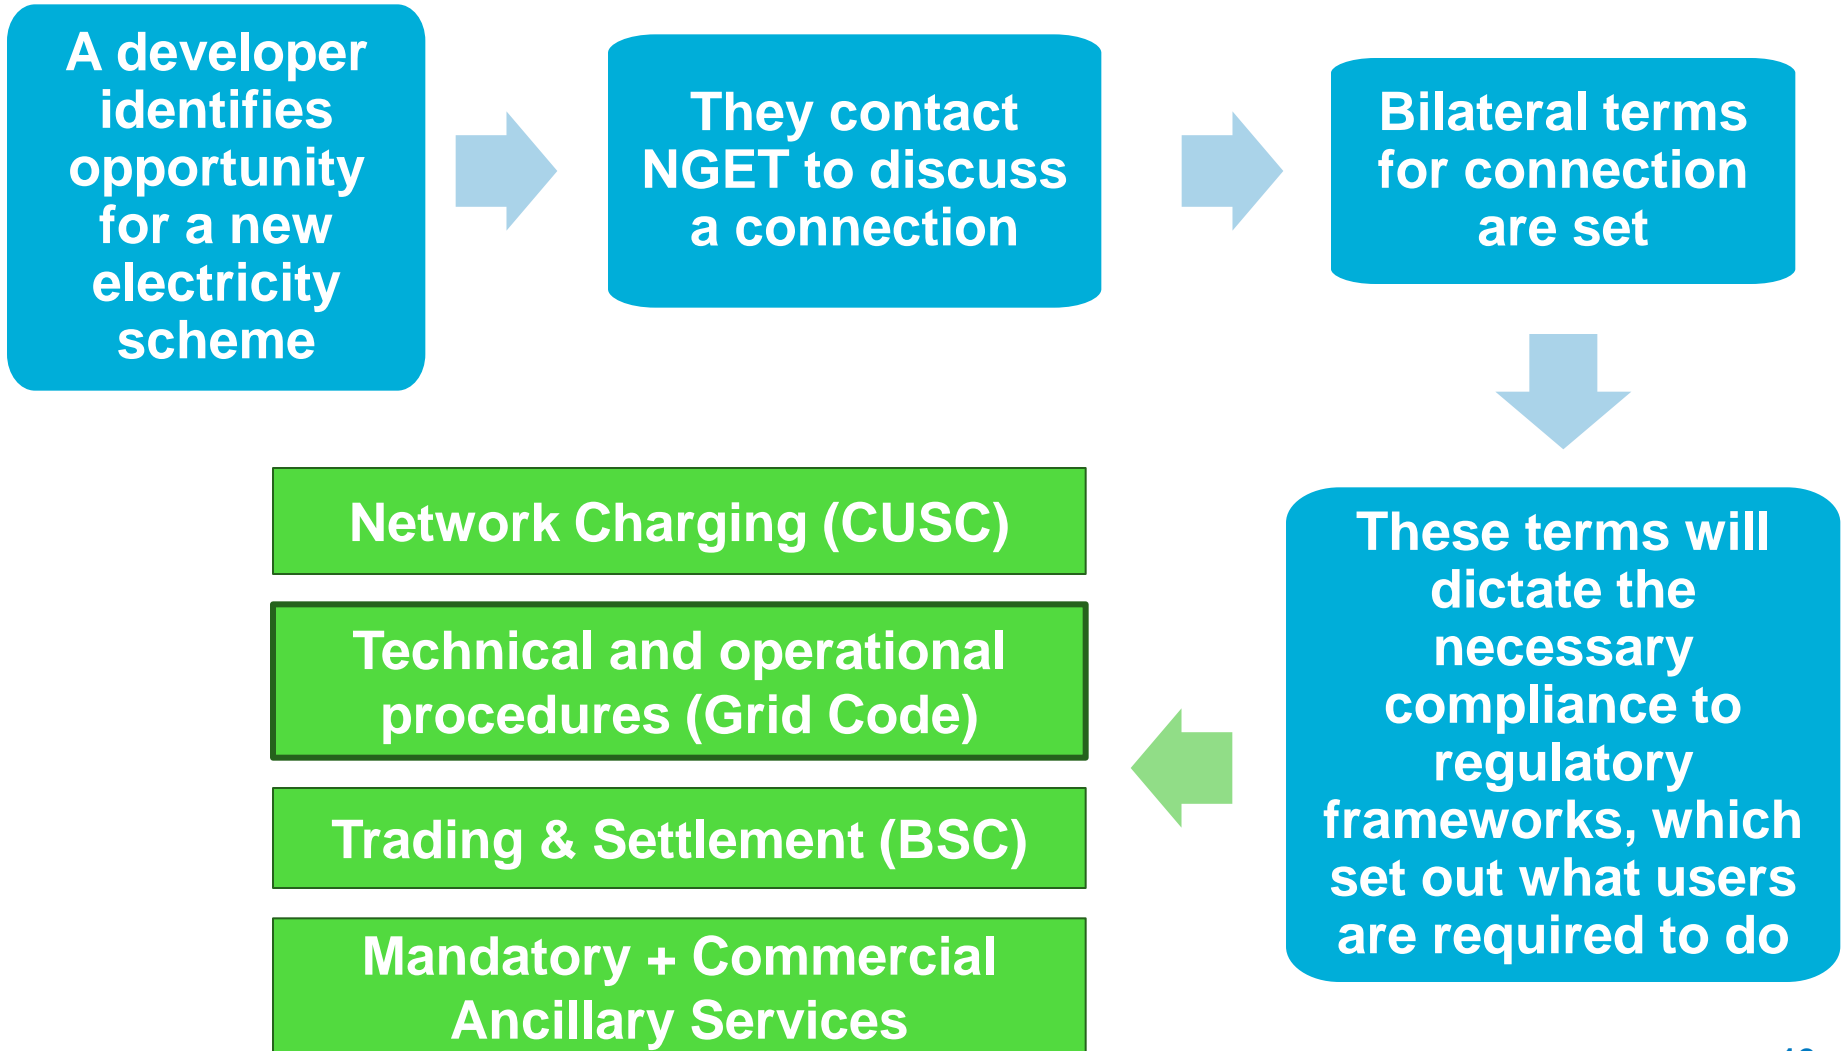 A developer
identifies
opportunity
for a new
electricity
scheme
They contact
NGET to discuss
a connection
Bilateral terms
for connection
are set
These terms will
dictate the
necessary
compliance to
regulatory
frameworks, which
set out what users
are required to do
Network Charging (CUSC)
Technical and operational
procedures (Grid Code)
Trading & Settlement (BSC)
Mandatory + Commercial
Ancillary Services